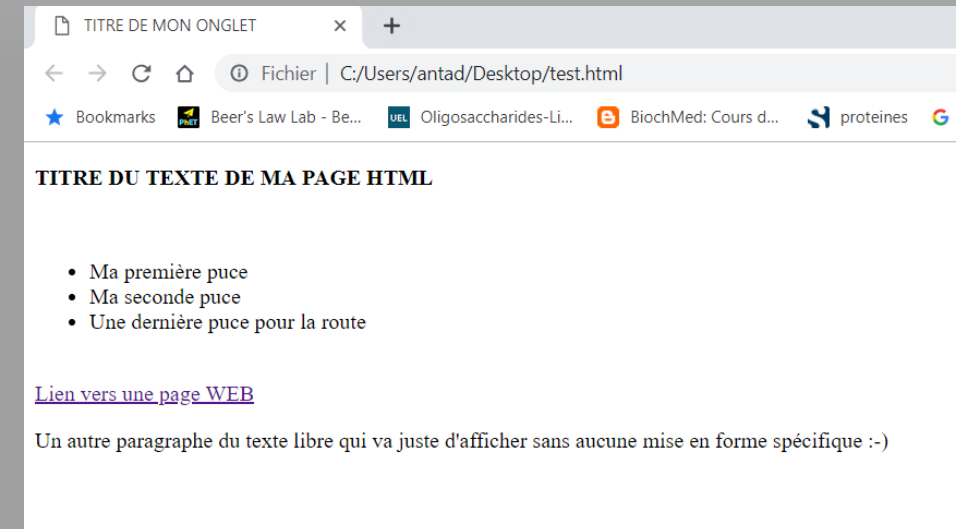 TITRE DE MON ONGLET
Fichier | C:/Users/antad/Desktop/test.html
Bookmarks PhET Beer's Law Lab - Be... UEL Oligosaccharides-Li... BiochMed: Cours d... proteines
TITRE DU TEXTE DE MA PAGE HTML
• Ma première puce
• Ma seconde puce
• Une dernière puce pour la route
Lien vers une page WEB
Un autre paragraphe du texte libre qui va juste d'afficher sans aucune mise en forme spécifique :-)